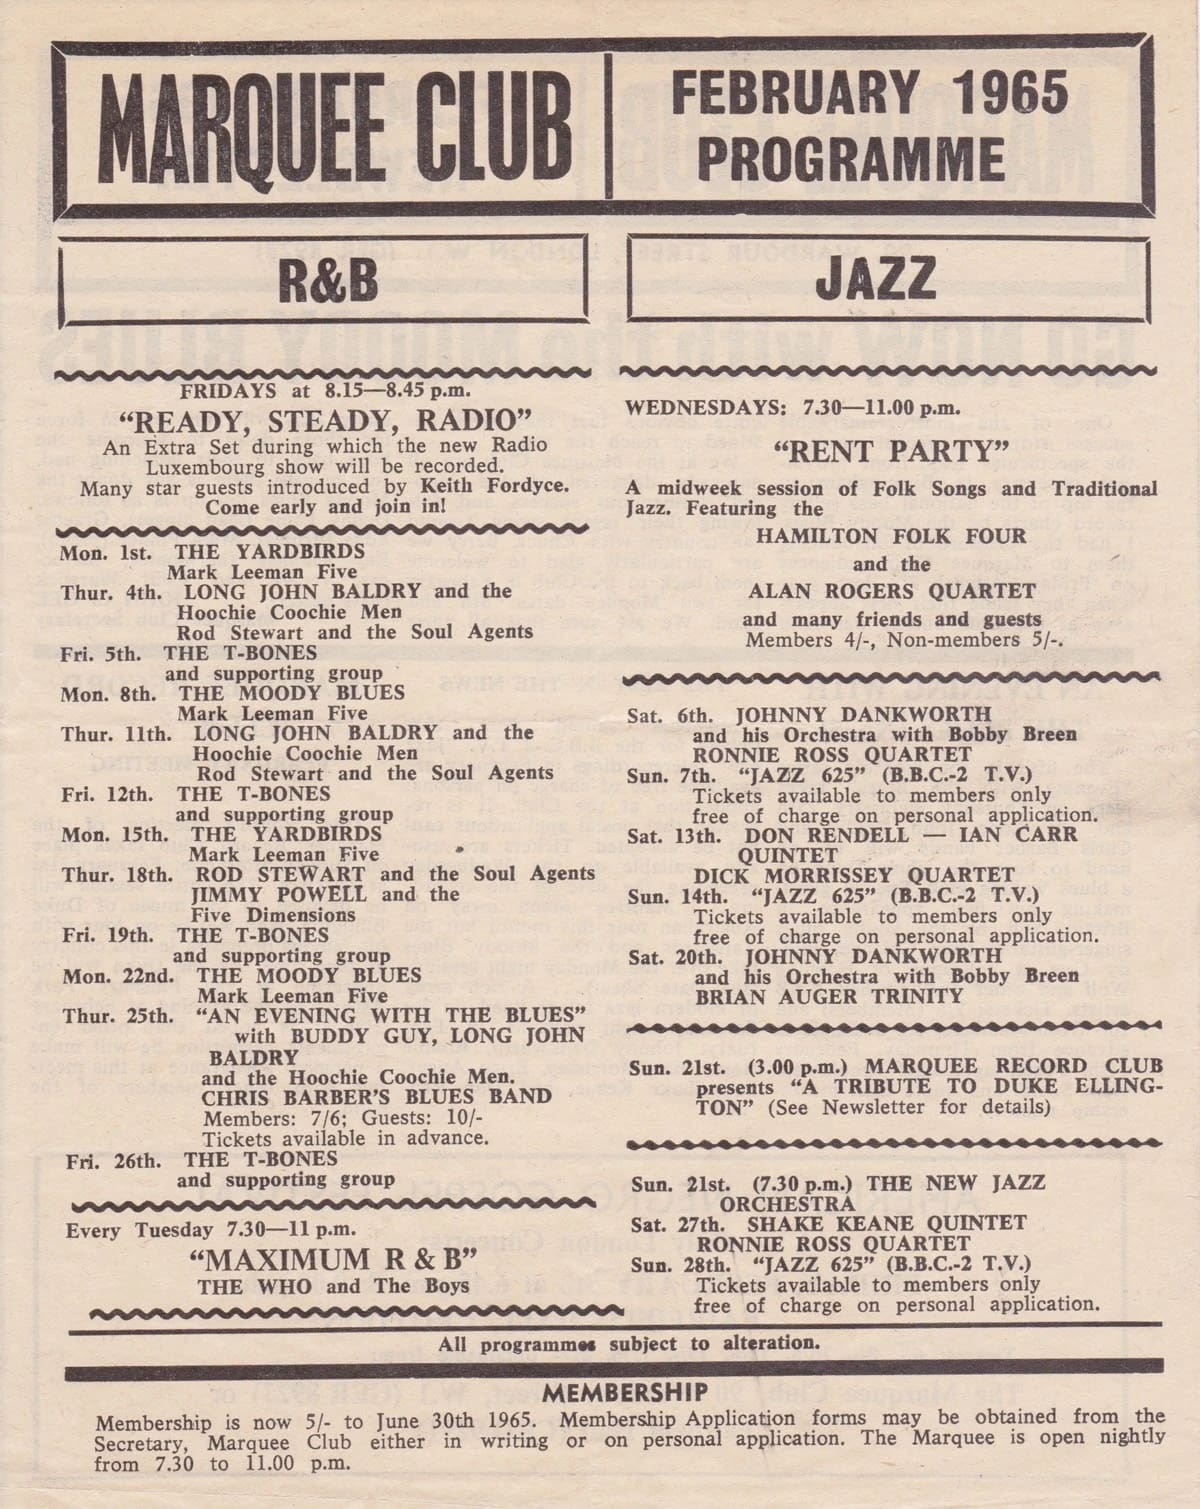 MARQUEE CLUB
FEBRUARY 1965
PROGRAMME
R&B
FRIDAYS at 8.15—8.45 p.m.
“READY, STEADY, RADIO”
An Extra Set during which the new Radio
Luxembourg show will be recorded.
Many star guests introduced by Keith Fordyce.
Come early and join in!
Mon. 1st. THE YARDBIRDS
Mark Leeman Five
Thur. 4th. LONG JOHN BALDRY and the
Hoochie Coochie Men
Rod Stewart and the Soul Agents
Fri. 5th. THE T-BONES
and supporting group
Mon. 8th. THE MOODY BLUES
Mark Leeman Five
Thur. 11th. LONG JOHN BALDRY and the
Hoochie Coochie Men
Rod Stewart and the Soul Agents
Fri. 12th. THE T-BONES
and supporting group
Mon. 15th. THE YARDBIRDS
Mark Leeman Five
Thur. 18th. ROD STEWART and the Soul Agents
JIMMY POWELL and the
Five Dimensions
Fri. 19th. THE T-BONES
and supporting group
Mon. 22nd. THE MOODY BLUES
Mark Leeman Five
Thur. 25th. “AN EVENING WITH THE BLUES”
with BUDDY GUY, LONG JOHN
BALDRY
and the Hoochie Coochie Men.
CHRIS BARBER’S BLUES BAND
Members: 7/6; Guests: 10/-
Tickets available in advance.
Fri. 26th. THE T-BONES
and supporting group
Every Tuesday 7.30—11 p.m.
“MAXIMUM R & B”
THE WHO and The Boys
JAZZ
WEDNESDAYS: 7.30—11.00 p.m.
“RENT PARTY”
A midweek session of Folk Songs and Traditional
Jazz. Featuring the
HAMILTON FOLK FOUR
and the
ALAN ROGERS QUARTET
and many friends and guests
Members 4/-, Non-members 5/-.
Sat. 6th. JOHNNY DANKWORTH
and his Orchestra with Bobby Breen
RONNIE ROSS QUARTET
Sun. 7th. “JAZZ 625” (B.B.C.-2 T.V.)
Tickets available to members only
free of charge on personal application.
Sat. 13th. DON RENDELL — IAN CARR
QUINTET
DICK MORRISSEY QUARTET
Sun. 14th. “JAZZ 625” (B.B.C.-2 T.V.)
Tickets available to members only
free of charge on personal application.
Sat. 20th. JOHNNY DANKWORTH
and his Orchestra with Bobby Breen
BRIAN AUGER TRINITY
Sun. 21st. (3.00 p.m.) MARQUEE RECORD CLUB
presents “A TRIBUTE TO DUKE ELLING-
TON” (See Newsletter for details)
Sun. 21st. (7.30 p.m.) THE NEW JAZZ
ORCHESTRA
Sat. 27th. SHAKE KEANE QUINTET
RONNIE ROSS QUARTET
Sun. 28th. “JAZZ 625” (B.B.C.-2 T.V.)
Tickets available to members only
free of charge on personal application.
All programmes subject to alteration.
MEMBERSHIP
Membership is now 5/- to June 30th 1965. Membership Application forms may be obtained from the
Secretary, Marquee Club either in writing or on personal application. The Marquee is open nightly
from 7.30 to 11.00 p.m.